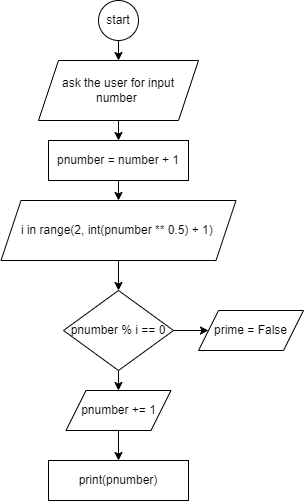 start
ask the user for input
number
pnumber = number + 1
i in range(2, int(pnumber ** 0.5) + 1)
pnumber % i == 0
prime = False
pnumber += 1
print(pnumber)